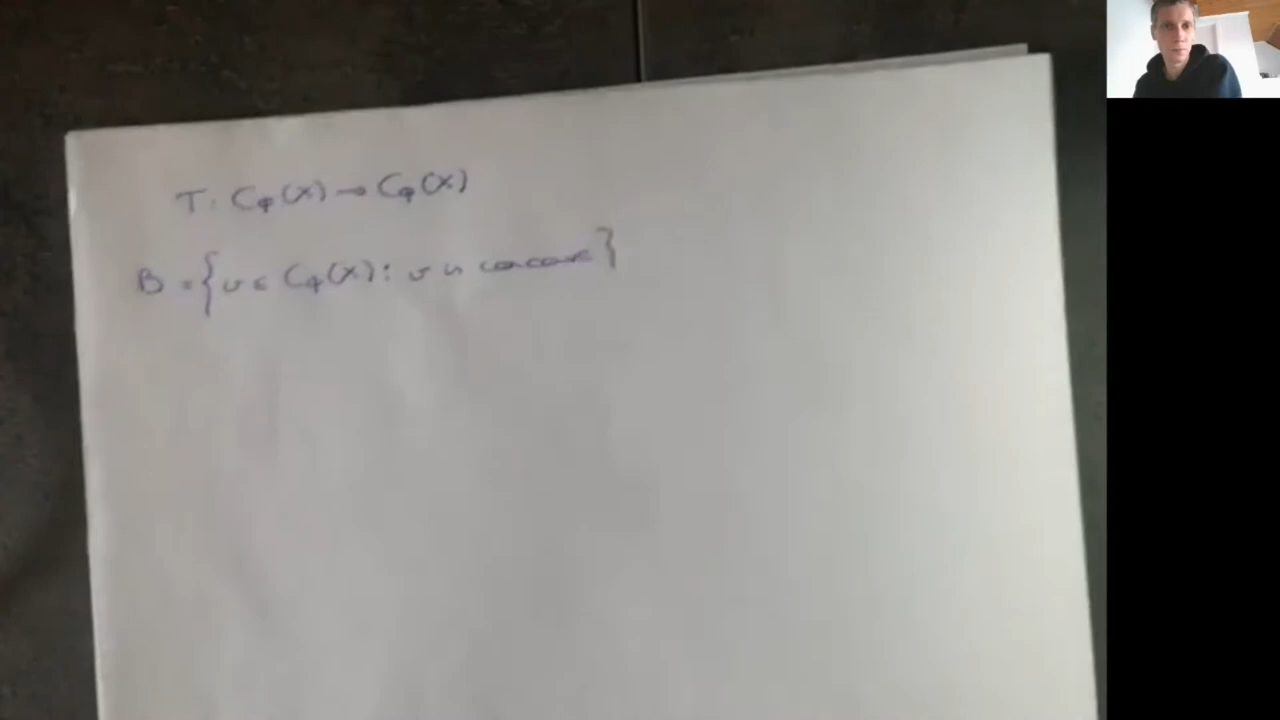 T: Cφ(X) → Cφ(X)
B = {v ∈ Cφ(X): v is concave}